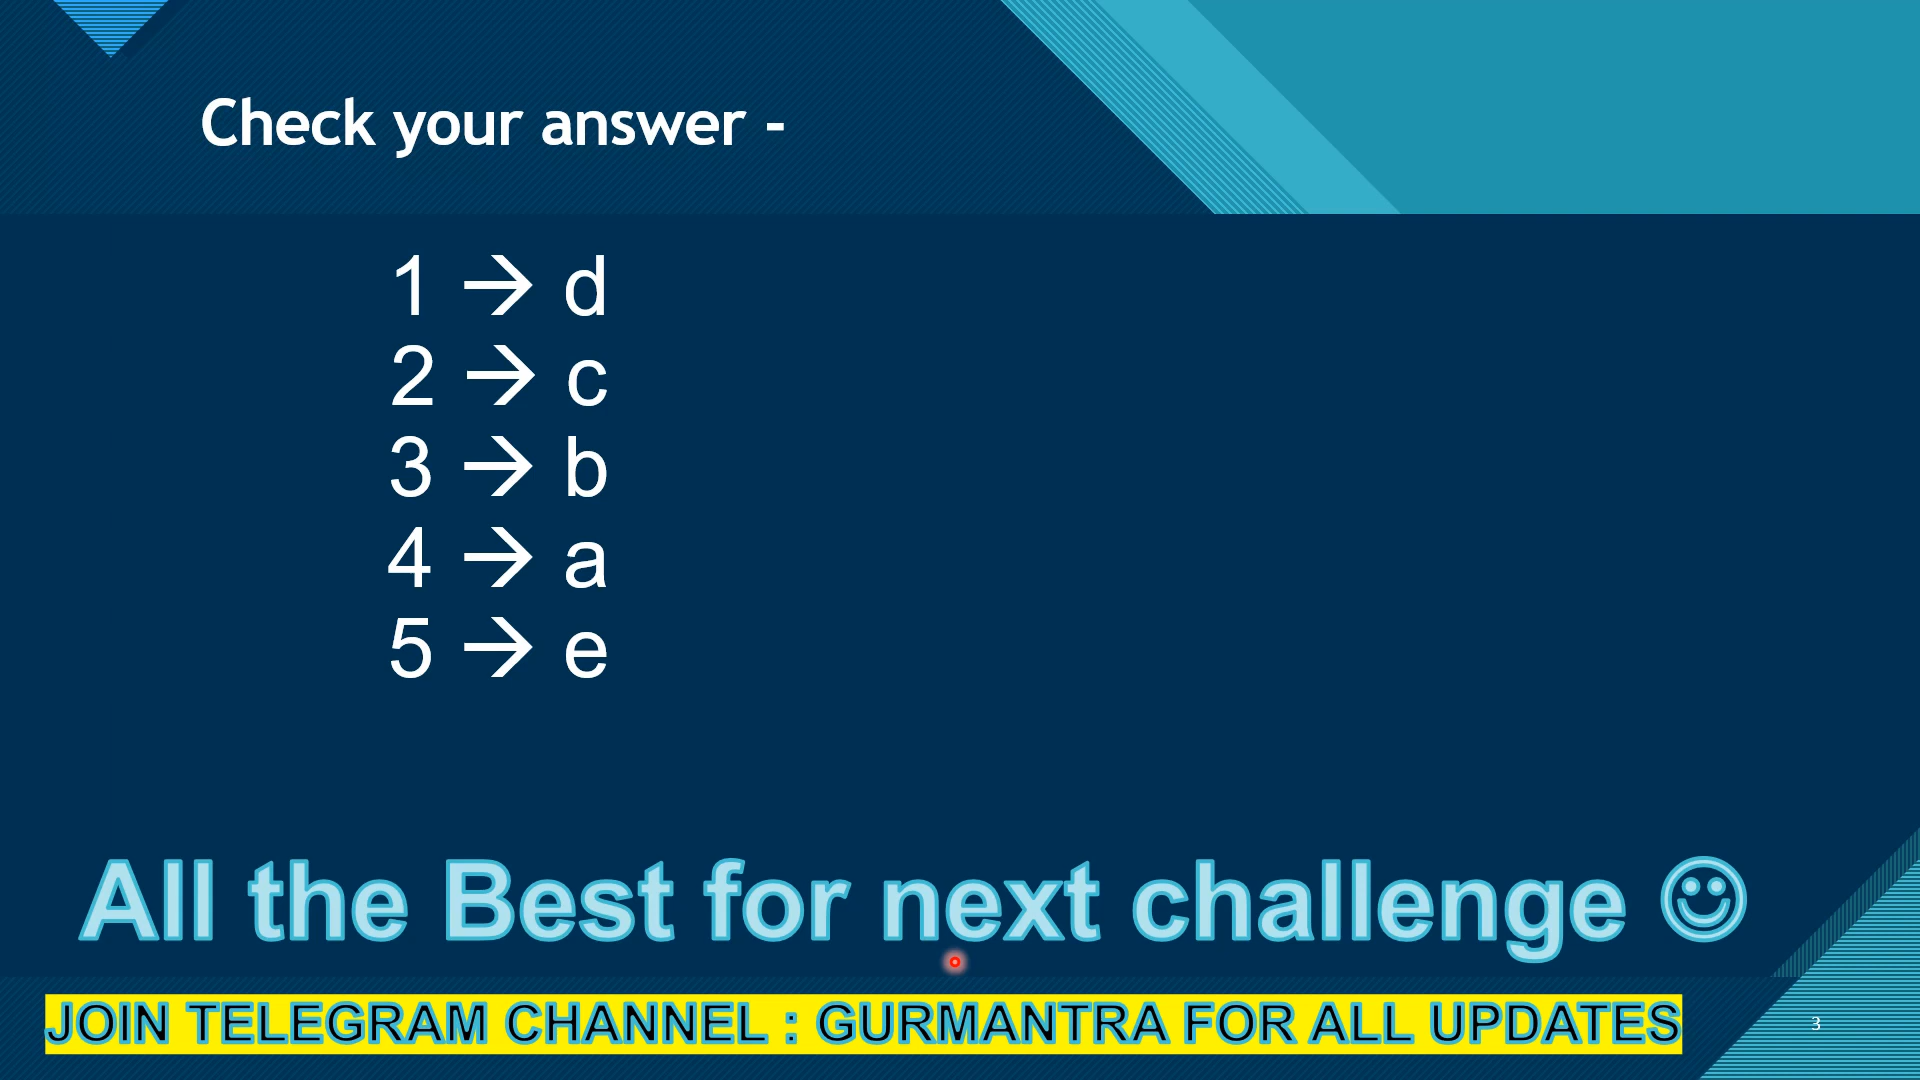 Check your answer -
1 → d
2 → c
3 → b
4 → a
5 → e
All the Best for next challenge ☺
JOIN TELEGRAM CHANNEL : GURMANTRA FOR ALL UPDATES
3